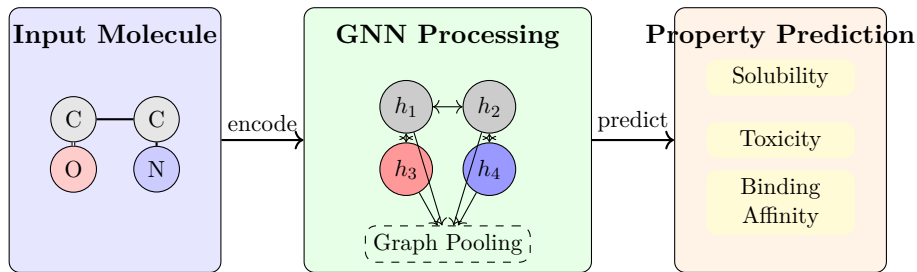 Input Molecule
C C
O N
encode
GNN Processing
h₁ h₂
h₃ h₄
Graph Pooling
predict
Property Prediction
Solubility
Toxicity
Binding
Affinity